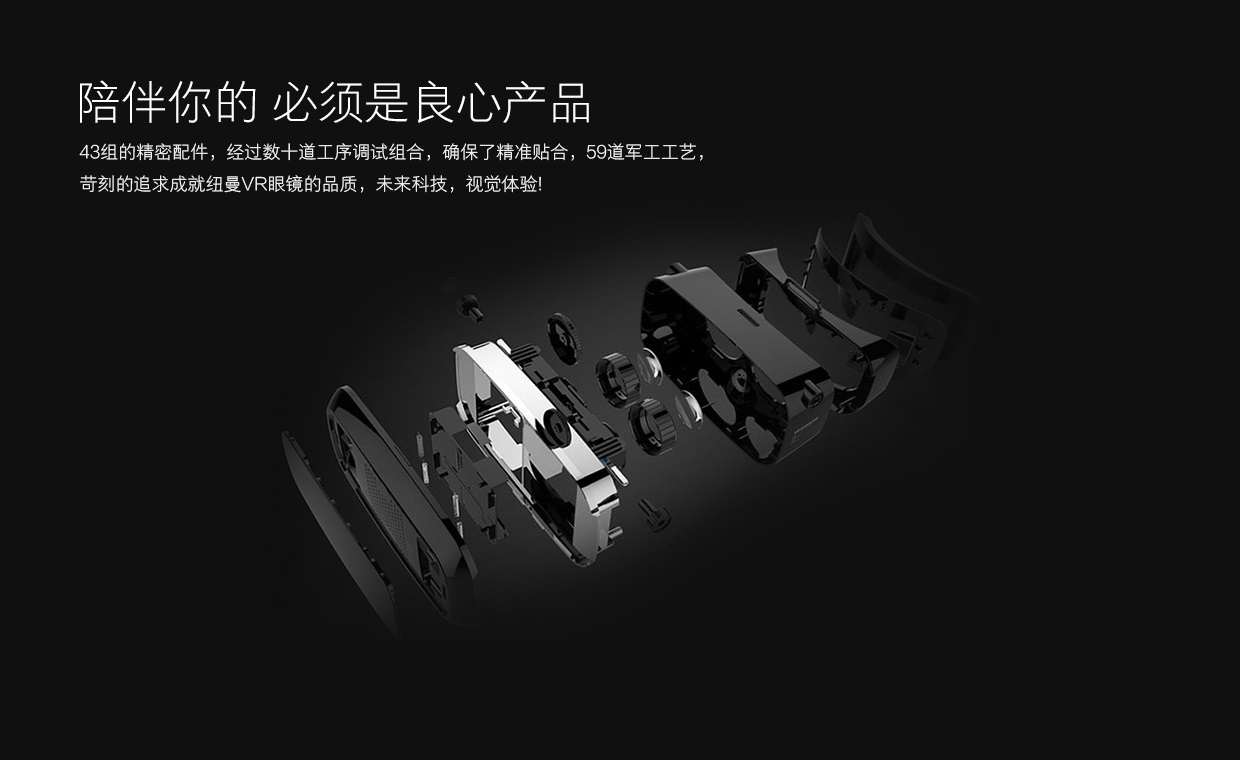 陪伴你的 必须是良心产品
43组的精密配件，经过数十道工序调试组合，确保了精准贴合，59道军工工艺，
苛刻的追求成就纽曼VR眼镜的品质，未来科技，视觉体验!